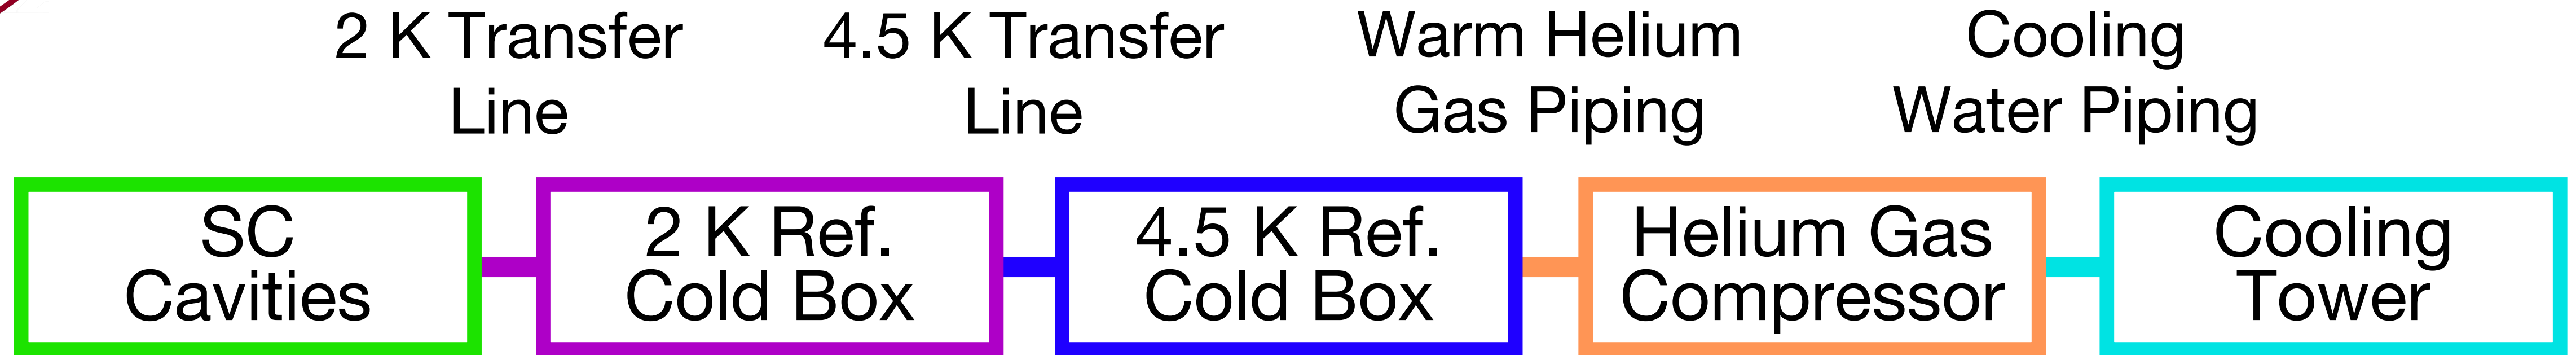 2 K Transfer
Line
4.5 K Transfer
Line
Warm Helium
Gas Piping
Cooling
Water Piping
SC
Cavities
2 K Ref.
Cold Box
4.5 K Ref.
Cold Box
Helium Gas
Compressor
Cooling
Tower